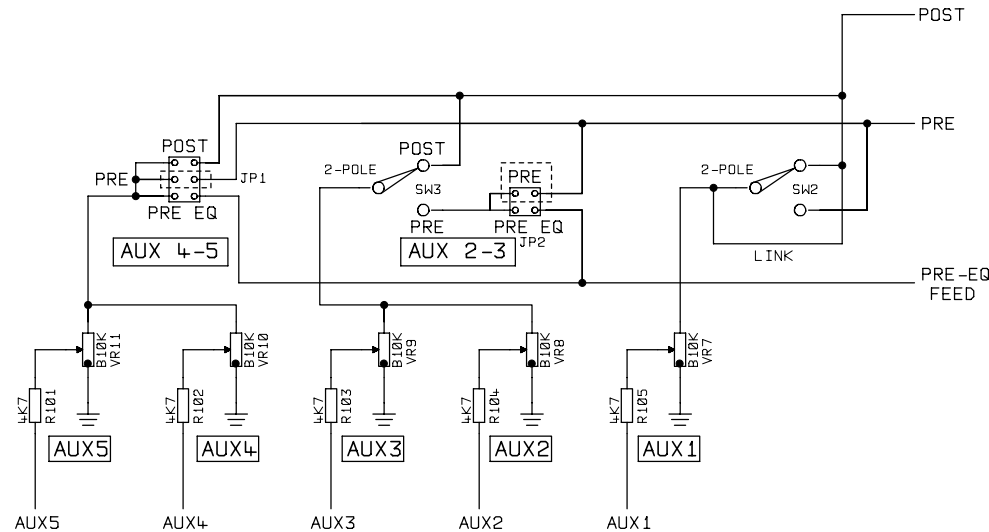 POST
PRE
POST
PRE
JP1
PRE EQ
AUX 4-5
POST
2-POLE
SW3
PRE
PRE
PRE EQ
JP2
AUX 2-3
2-POLE
SW2
LINK
PRE-EQ
FEED
B10K
VR11
B10K
VR10
B10K
VR9
B10K
VR8
B10K
VR7
4K7
R101
4K7
R102
4K7
R103
4K7
R104
4K7
R105
AUX5
AUX4
AUX3
AUX2
AUX1
AUX5
AUX4
AUX3
AUX2
AUX1